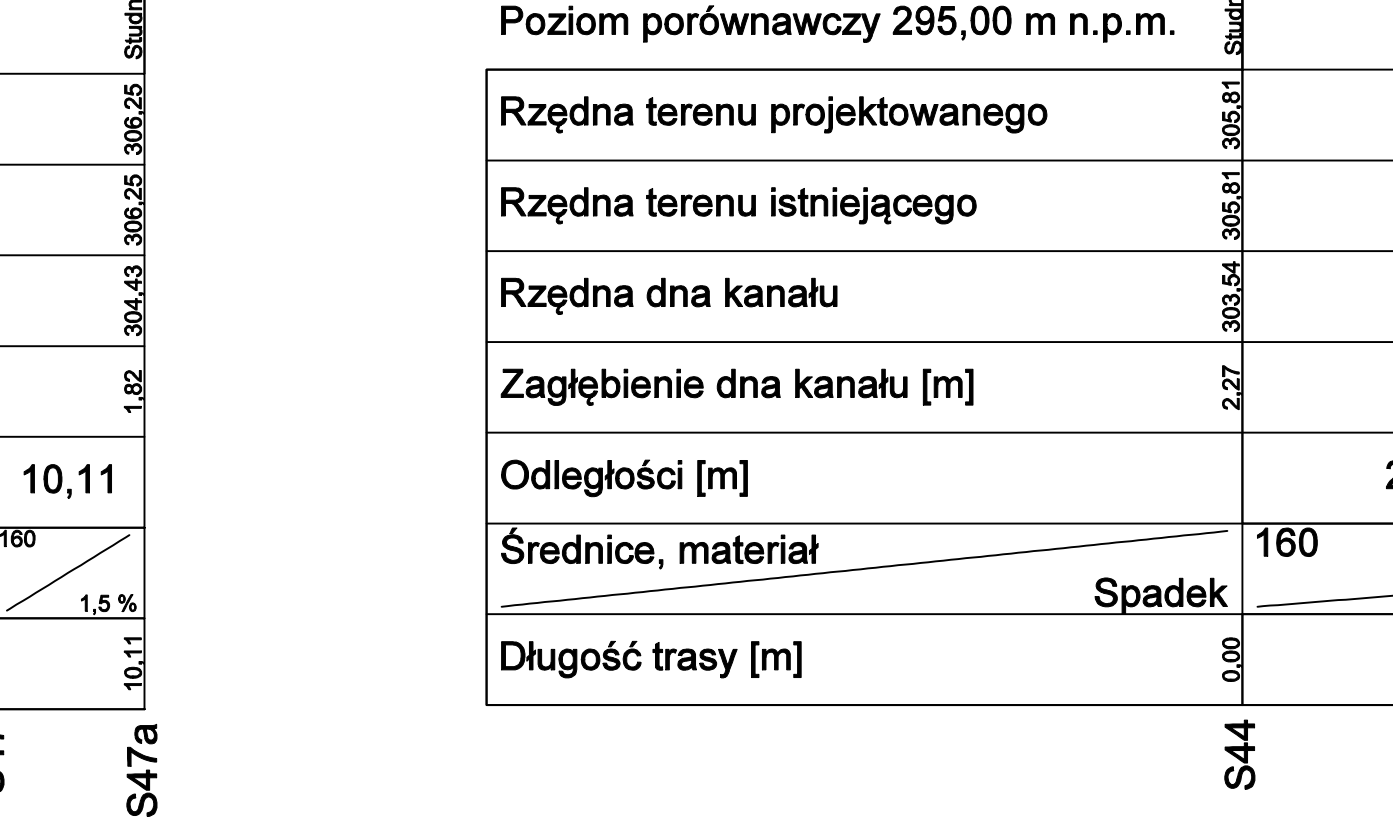 Poziom porównawczy 295,00 m n.p.m.
306,25
306,25
304,43
1,82
10,11
160
1,5 %
10,11
S47a
Rzędna terenu projektowanego
305,81
Rzędna terenu istniejącego
305,81
Rzędna dna kanału
303,54
Zagłębienie dna kanału [m]
2,27
Odległości [m]
Średnice, materiał
Spadek
160
Długość trasy [m]
0,00
S44